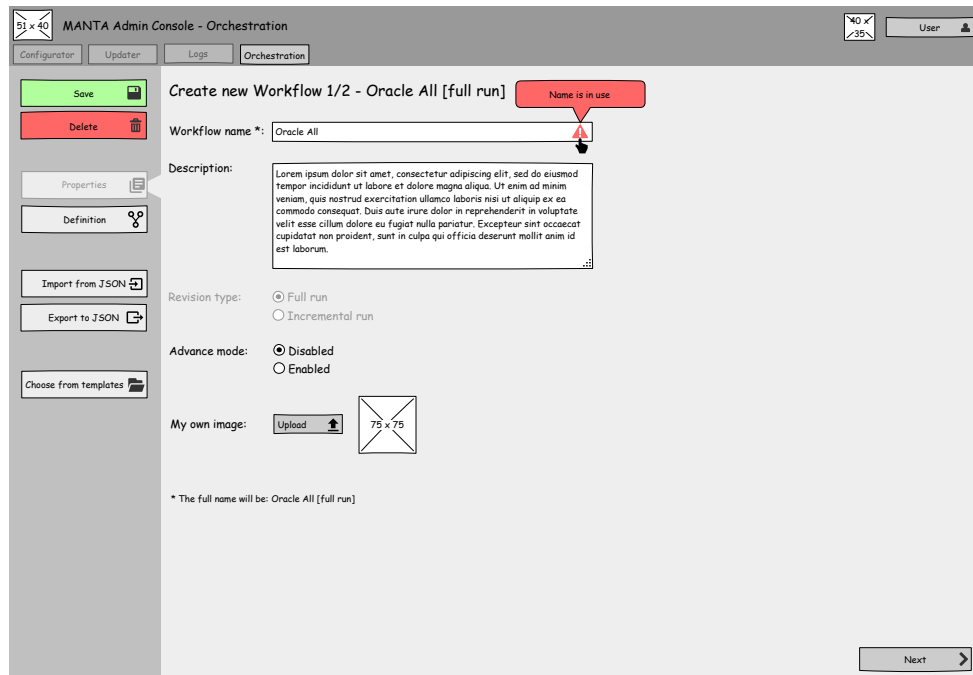 51 x 40
MANTA Admin Console - Orchestration
40 x 35
User
Configurator
Updater
Logs
Orchestration
Save
Delete
Properties
Definition
Import from JSON
Export to JSON
Choose from templates
Create new Workflow 1/2 - Oracle All [full run]
Name is in use
Workflow name *:
Oracle All
Description:
Lorem ipsum dolor sit amet, consectetur adipiscing elit, sed do eiusmod
tempor incididunt ut labore et dolore magna aliqua. Ut enim ad minim
veniam, quis nostrud exercitation ullamco laboris nisi ut aliquip ex ea
commodo consequat. Duis aute irure dolor in reprehenderit in voluptate
velit esse cillum dolore eu fugiat nulla pariatur. Excepteur sint occaecat
cupidatat non proident, sunt in culpa qui officia deserunt mollit anim id
est laborum.
Revision type:
Full run
Incremental run
Advance mode:
Disabled
Enabled
My own image:
Upload
75 x 75
* The full name will be: Oracle All [full run]
Next